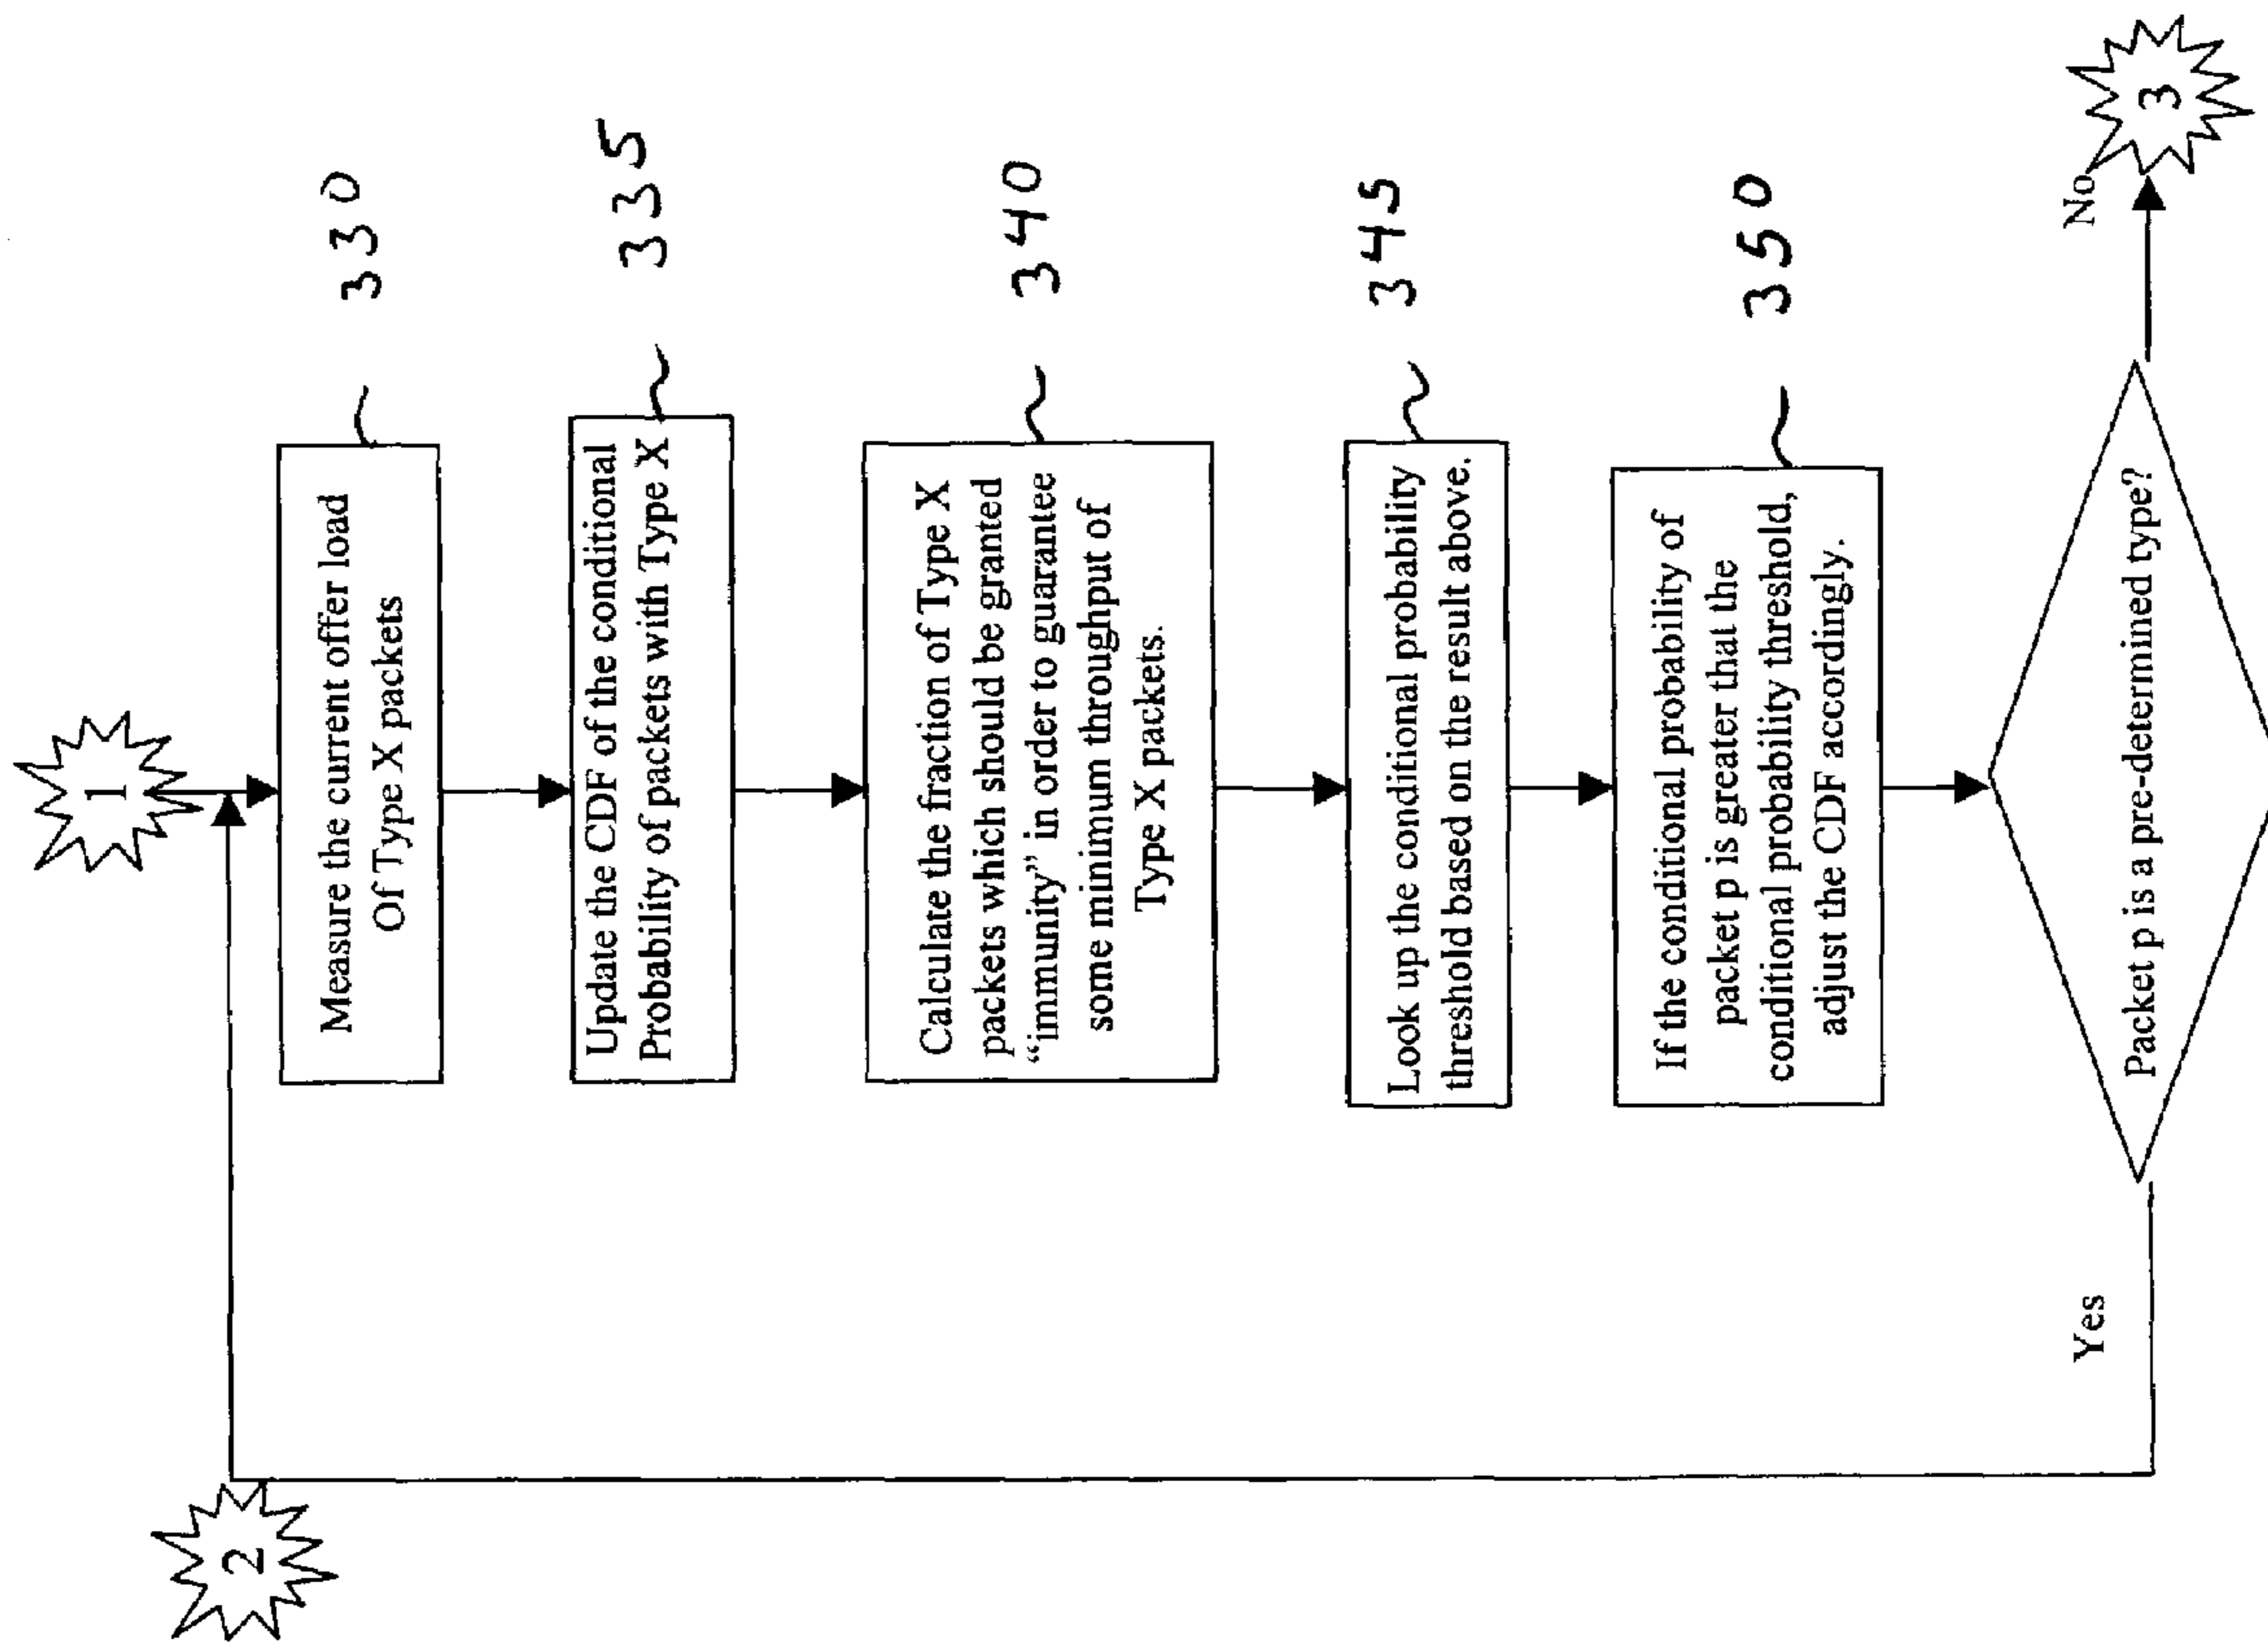 1
2
Measure the current offer load
Of Type X packets
330
Update the CDF of the conditional
Probability of packets with Type X
335
Calculate the fraction of Type X
packets which should be granted
“immunity” in order to guarantee
some minimum throughput of
Type X packets.
340
Look up the conditional probability
threshold based on the result above.
345
If the conditional probability of
packet p is greater that the
conditional probability threshold,
adjust the CDF accordingly.
350
Packet p is a pre-determined type?
Yes
No
3